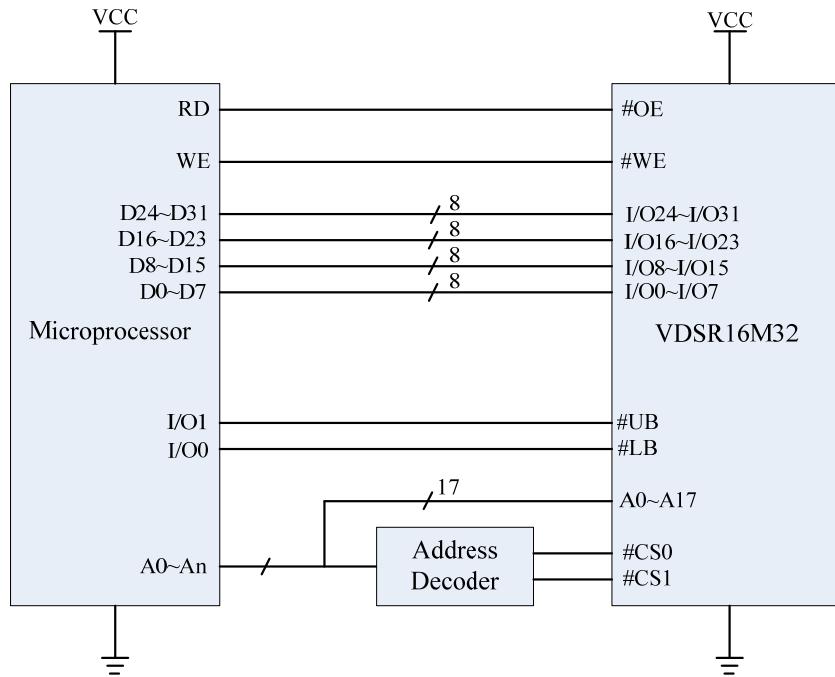 VCC
VCC
RD
#OE
WE
#WE
D24~D31
8
I/O24~I/O31
D16~D23
8
I/O16~I/O23
D8~D15
8
I/O8~I/O15
D0~D7
8
I/O0~I/O7
Microprocessor
VDSR16M32
I/O1
#UB
I/O0
#LB
17
A0~A17
A0~An
Address
Decoder
#CS0
#CS1